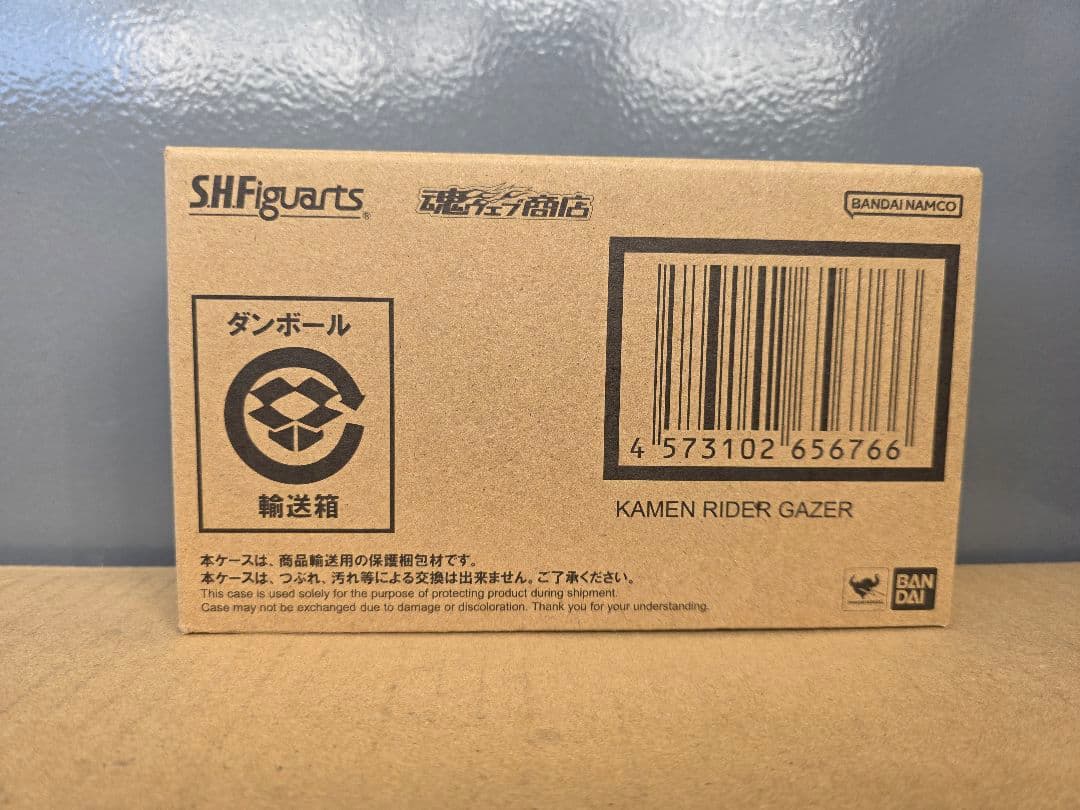 S.H.Figuarts®
魂ウェブ商店
BANDAI NAMCO
ダンボール
輸送箱
4 573102 656766
KAMEN RIDER GAZER
本ケースは、商品輸送用の保護梱包材です。
本ケースは、つぶれ、汚れ等による交換は出来ません。ご了承ください。
This case is used solely for the purpose of protecting product during shipment.
Case may not be exchanged due to damage or discoloration. Thank you for your understanding.
BAN
DAI